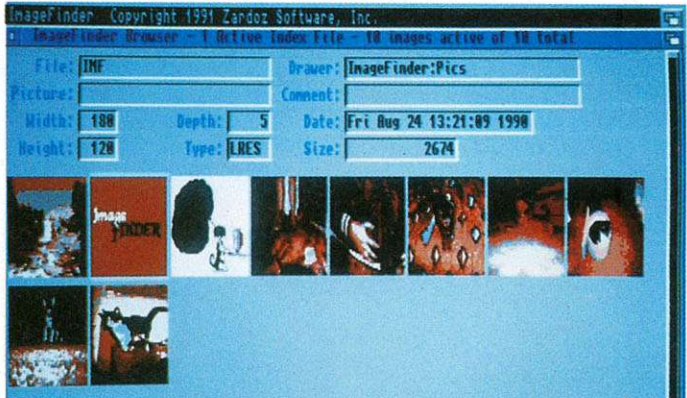 ImageFinder Copyright 1991 Zardoz Software, Inc.
ImageFinder Browser - 1 Active Index File - 10 images active of 10 total
File: IMF Drawer: ImageFinder:Pics
Picture: Comment:
Width: 180 Depth: 5 Date: Fri Aug 24 13:21:09 1990
Height: 120 Type: LRES Size: 2674
Image
FINDER